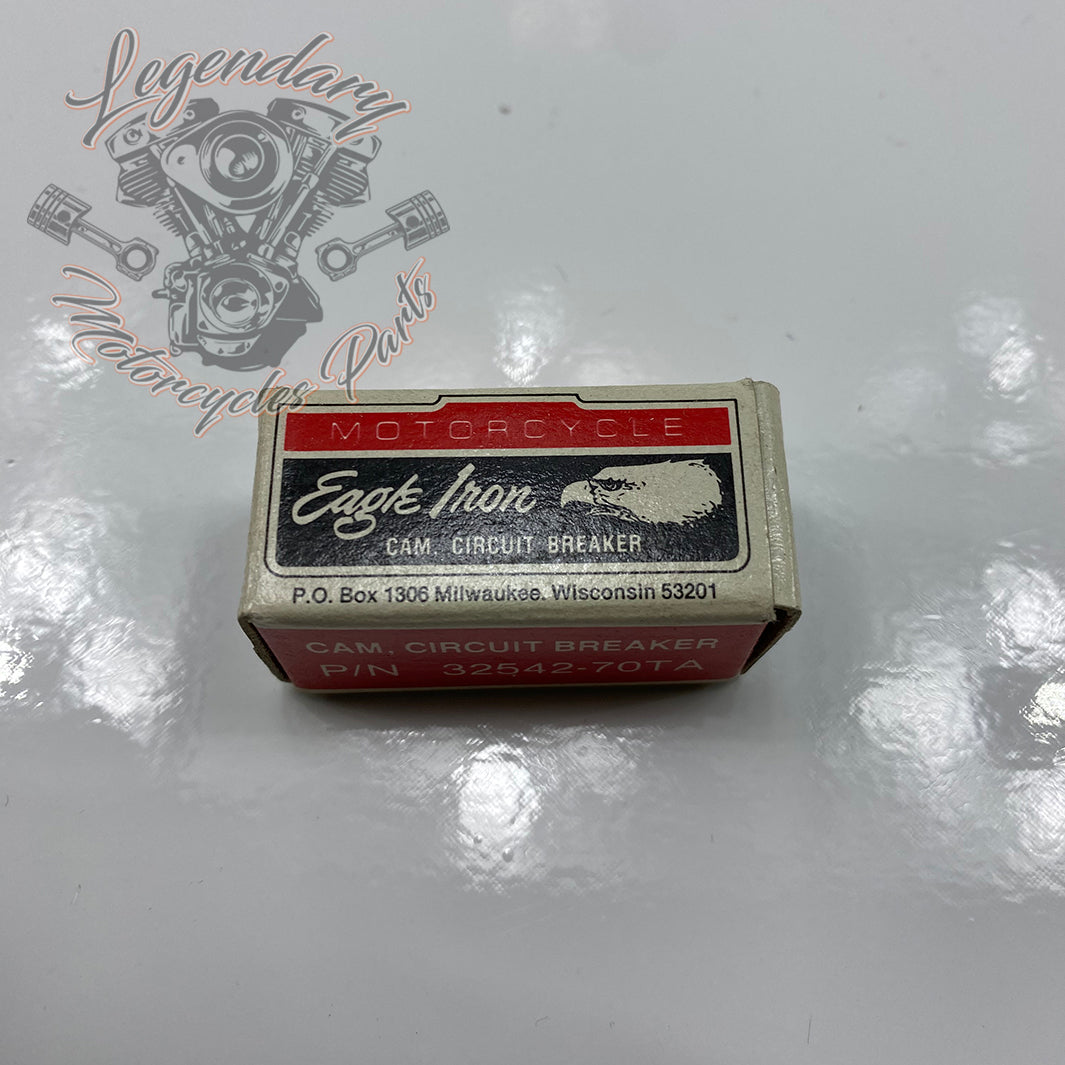 Legendary
Motorcycles Parts
MOTORCYCLE
Eagle Iron
CAM, CIRCUIT BREAKER
P.O. Box 1306 Milwaukee, Wisconsin 53201
CAM, CIRCUIT BREAKER
P/N 32542-70TA